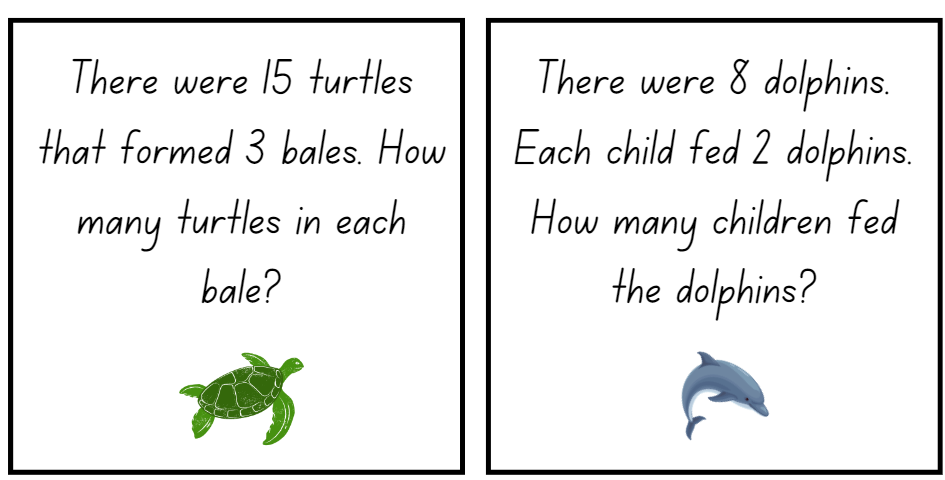 There were 15 turtles
that formed 3 bales. How
many turtles in each
bale?
There were 8 dolphins.
Each child fed 2 dolphins.
How many children fed
the dolphins?